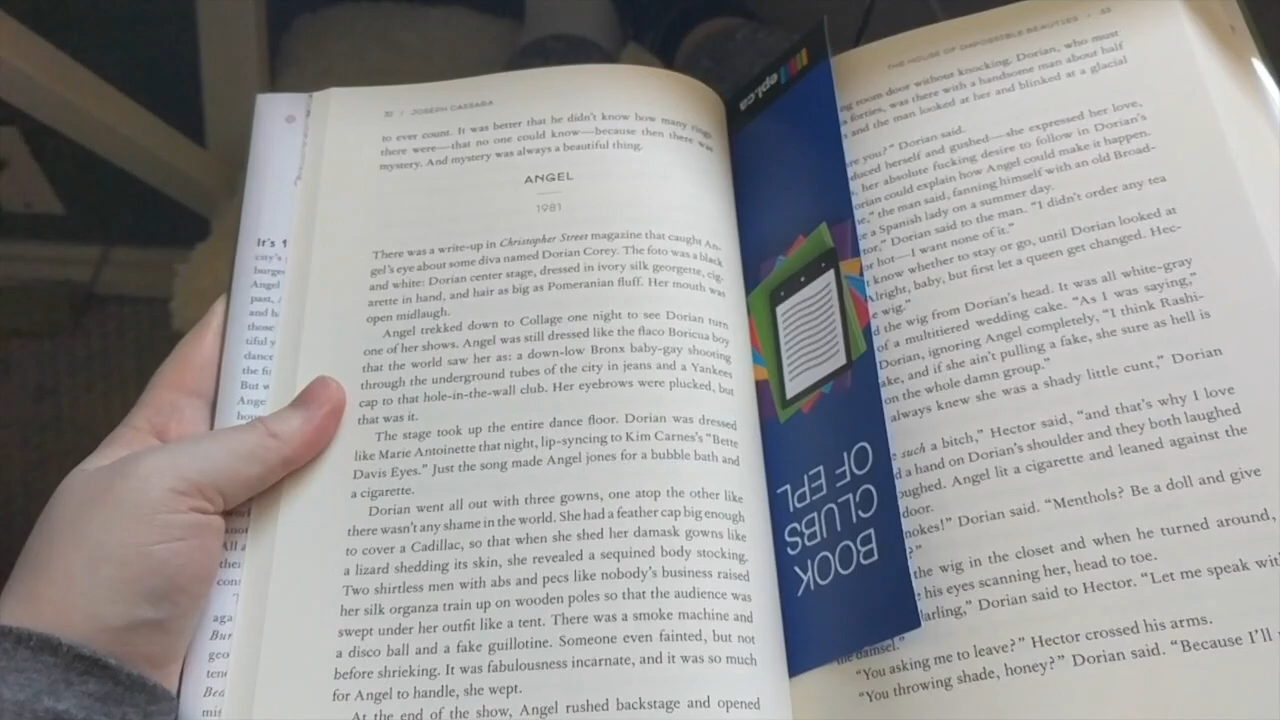 32 / JOSEPH CASSARA
to ever count. It was better that he didn't know how many rings
there were—that no one could know—because then there was
mystery. And mystery was always a beautiful thing.
ANGEL
1981
There was a write-up in Christopher Street magazine that caught An-
gel's eye about some diva named Dorian Corey. The foto was a black
and white: Dorian center stage, dressed in ivory silk georgette, cig-
arette in hand, and hair as big as Pomeranian fluff. Her mouth was
open midlaugh.
Angel trekked down to Collage one night to see Dorian turn
one of her shows. Angel was still dressed like the flaco Boricua boy
that the world saw her as: a down-low Bronx baby-gay shooting
through the underground tubes of the city in jeans and a Yankees
cap to that hole-in-the-wall club. Her eyebrows were plucked, but
that was it.
The stage took up the entire dance floor. Dorian was dressed
like Marie Antoinette that night, lip-syncing to Kim Carnes's "Bette
Davis Eyes." Just the song made Angel jones for a bubble bath and
a cigarette.
Dorian went all out with three gowns, one atop the other like
there wasn't any shame in the world. She had a feather cap big enough
to cover a Cadillac, so that when she shed her damask gowns like
a lizard shedding its skin, she revealed a sequined body stocking.
Two shirtless men with abs and pecs like nobody's business raised
her silk organza train up on wooden poles so that the audience was
swept under her outfit like a tent. There was a smoke machine and
a disco ball and a fake guillotine. Someone even fainted, but not
before shrieking. It was fabulousness incarnate, and it was so much
for Angel to handle, she wept.
At the end of the show, Angel rushed backstage and opened
epl.ca
BOOK
CLUBS
OF EPL
THE HOUSE OF IMPOSSIBLE BEAUTIES / 33
room door without knocking. Dorian, who must
forties, was there with a handsome man about half
and the man looked at her and blinked at a glacial
you?" Dorian said.
herself and gushed—she expressed her love,
her absolute fucking desire to follow in Dorian's
could explain how Angel could make it happen.
the man said, fanning himself with an old Broad-
a Spanish lady on a summer day.
Dorian said to the man. "I didn't order any tea
or hot—I want none of it."
know whether to stay or go, until Dorian looked at
baby, but first let a queen get changed. Hec-
wig."
the wig from Dorian's head. It was all white-gray
of a multitiered wedding cake. "As I was saying,"
Dorian, ignoring Angel completely, "I think Rashi-
and if she ain't pulling a fake, she sure as hell is
on the whole damn group."
always knew she was a shady little cunt," Dorian
such a bitch," Hector said, "and that's why I love
a hand on Dorian's shoulder and they both laughed
Angel lit a cigarette and leaned against the
door.
Dorian said. "Menthols? Be a doll and give
the wig in the closet and when he turned around,
his eyes scanning her, head to toe.
Dorian said to Hector. "Let me speak
damsel."
"You asking me to leave?" Hector crossed his arms.
"You throwing shade, honey?" Dorian said. "Because I'll
It's
city's
burges
Angel
past,
those
dance
But
Ange